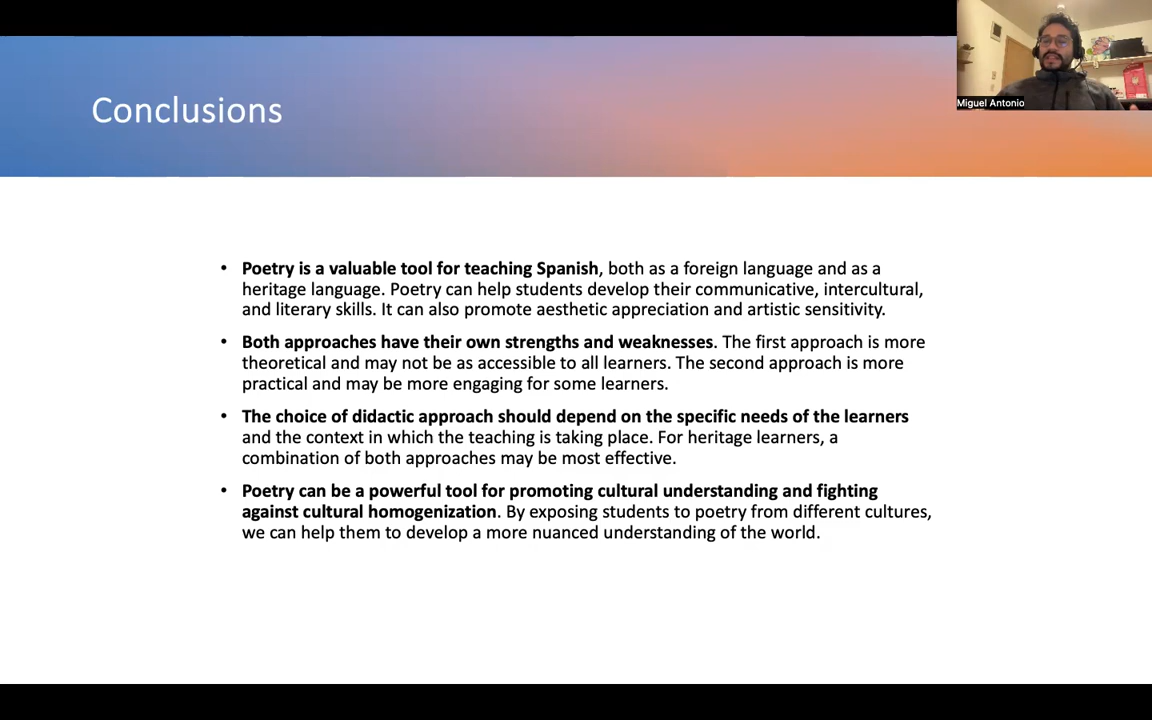 Conclusions
Miguel Antonio
• Poetry is a valuable tool for teaching Spanish, both as a foreign language and as a
heritage language. Poetry can help students develop their communicative, intercultural,
and literary skills. It can also promote aesthetic appreciation and artistic sensitivity.
• Both approaches have their own strengths and weaknesses. The first approach is more
theoretical and may not be as accessible to all learners. The second approach is more
practical and may be more engaging for some learners.
• The choice of didactic approach should depend on the specific needs of the learners
and the context in which the teaching is taking place. For heritage learners, a
combination of both approaches may be most effective.
• Poetry can be a powerful tool for promoting cultural understanding and fighting
against cultural homogenization. By exposing students to poetry from different cultures,
we can help them to develop a more nuanced understanding of the world.